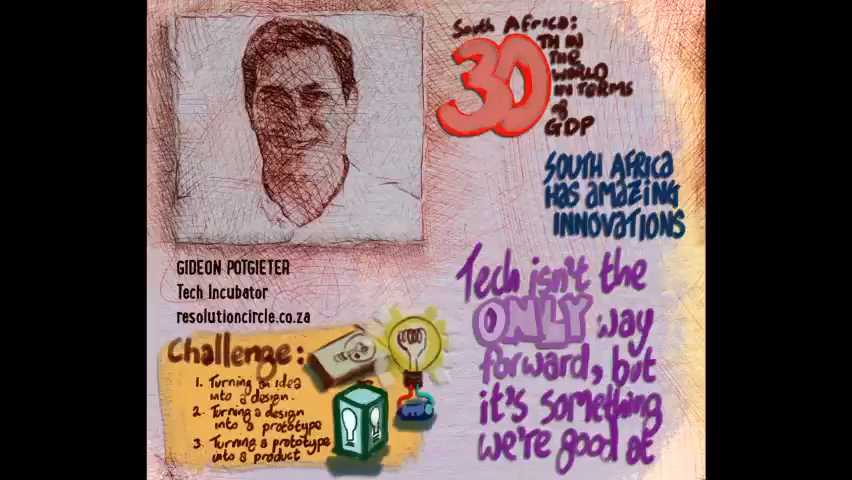 GIDEON POTGIETER
Tech Incubator
resolutioncircle.co.za
Challenge:
1. Turning an idea
into a design.
2. Turning a design
into a prototype
3. Turning a prototype
into a product
South Africa:
30TH IN
THE
WORLD
IN TERMS
of
GDP
SOUTH AFRICA
HAS AMAZING
INNOVATIONS
Tech isn't the
ONLY way
forward, but
it's something
we're good at